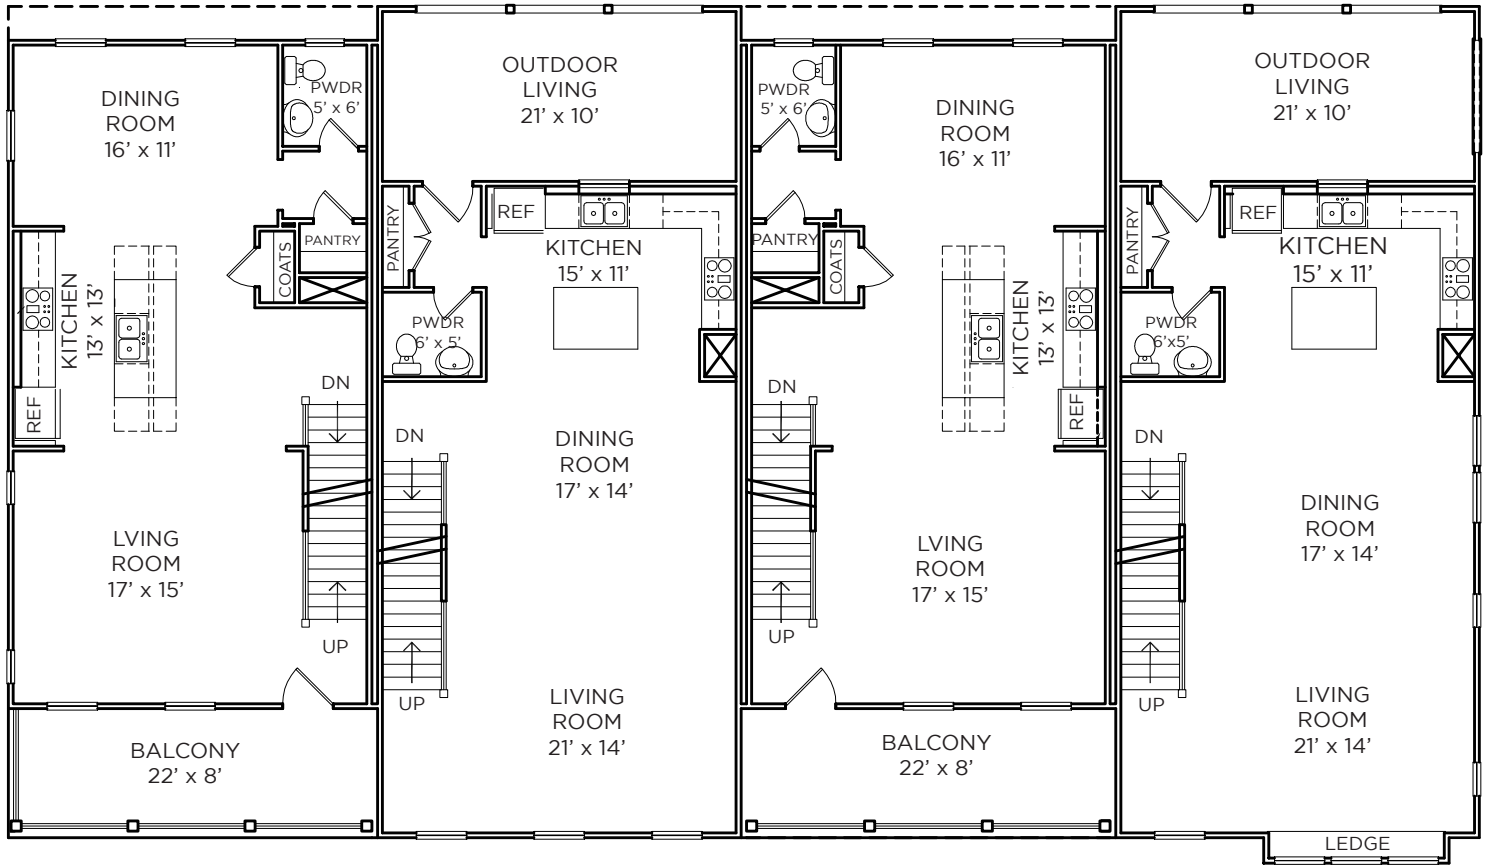 DINING
ROOM
16’ x 11’
PWDR
5’ x 6’
PANTRY
COATS
KITCHEN
13’ x 13’
REF
DN
LVING
ROOM
17’ x 15’
UP
BALCONY
22’ x 8’
OUTDOOR
LIVING
21’ x 10’
PANTRY
REF
KITCHEN
15’ x 11’
PWDR
6’ x 5’
DN
DINING
ROOM
17’ x 14’
UP
LIVING
ROOM
21’ x 14’
PWDR
5’ x 6’
DINING
ROOM
16’ x 11’
PANTRY
COATS
KITCHEN
13’ x 13’
REF
DN
LVING
ROOM
17’ x 15’
UP
BALCONY
22’ x 8’
OUTDOOR
LIVING
21’ x 10’
PANTRY
REF
KITCHEN
15’ x 11’
PWDR
6’x5’
DN
DINING
ROOM
17’ x 14’
UP
LIVING
ROOM
21’ x 14’
LEDGE